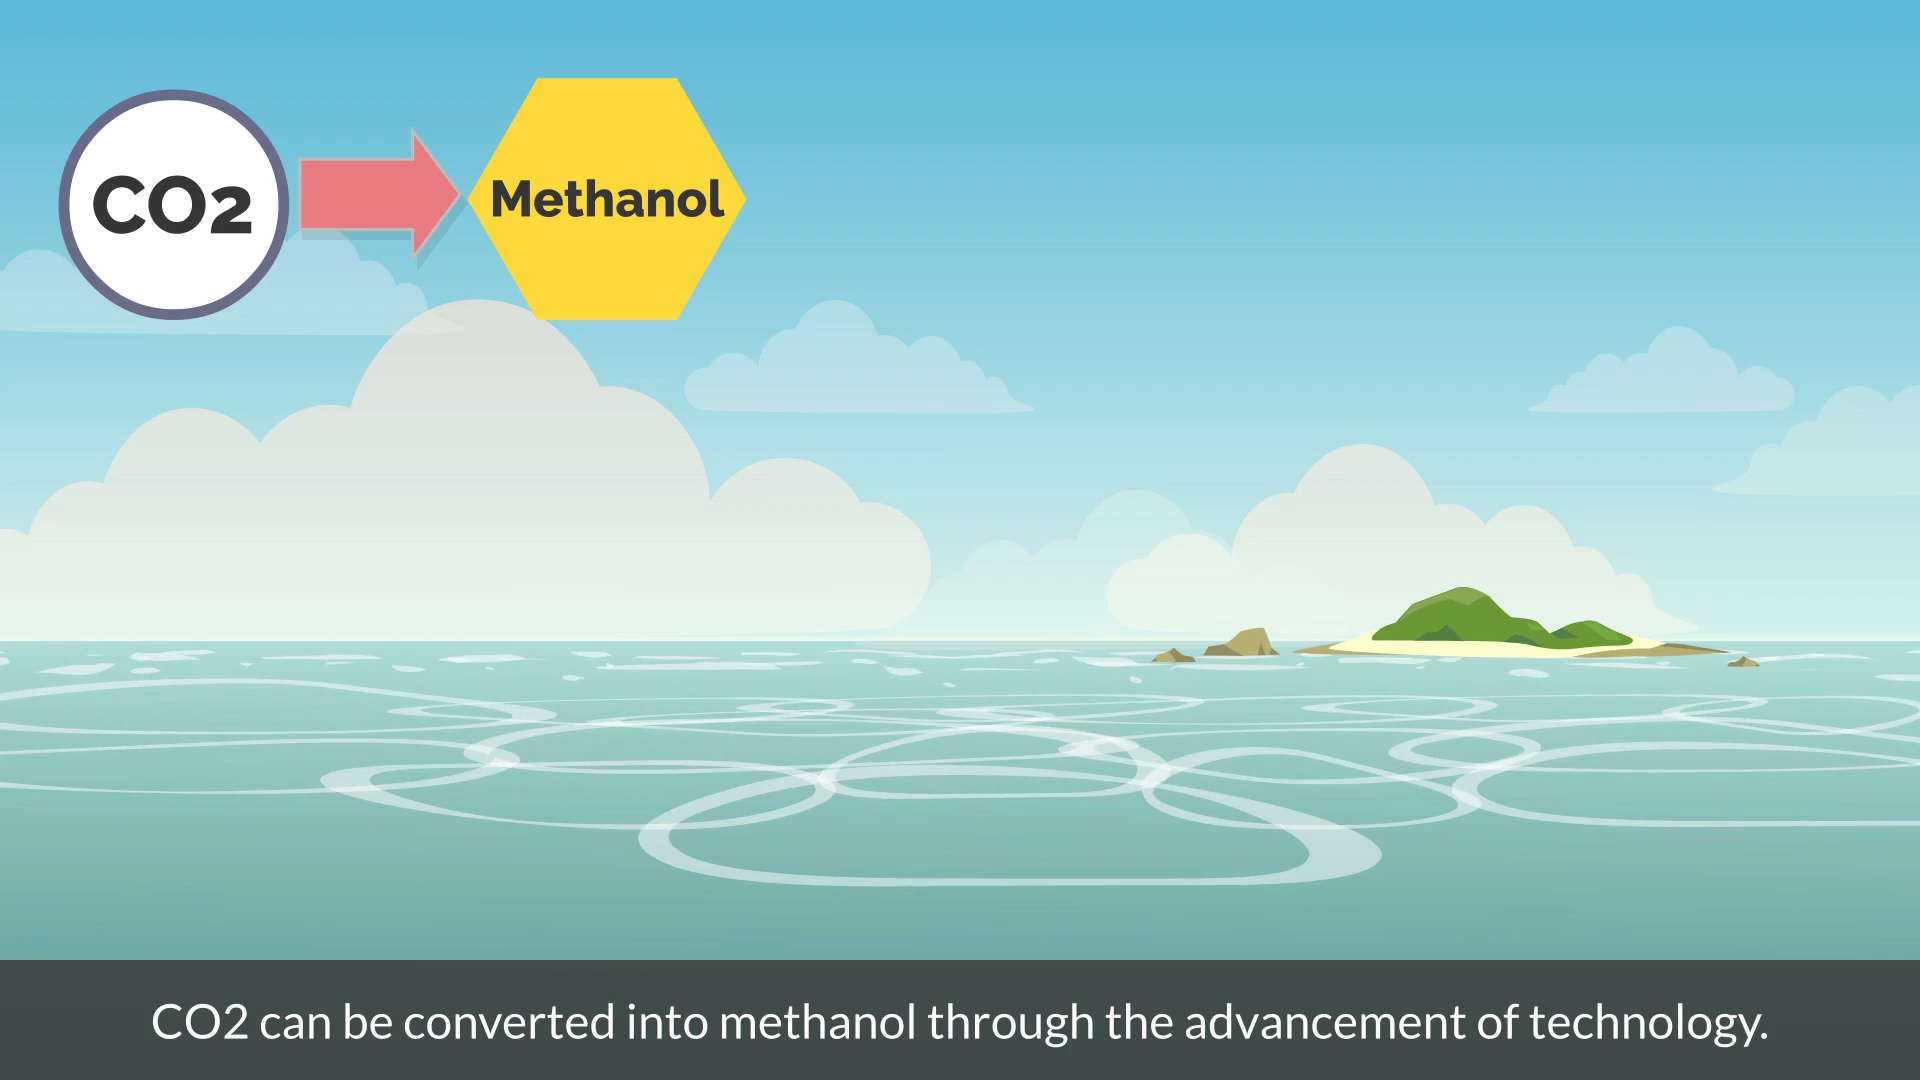 CO2
Methanol
CO2 can be converted into methanol through the advancement of technology.